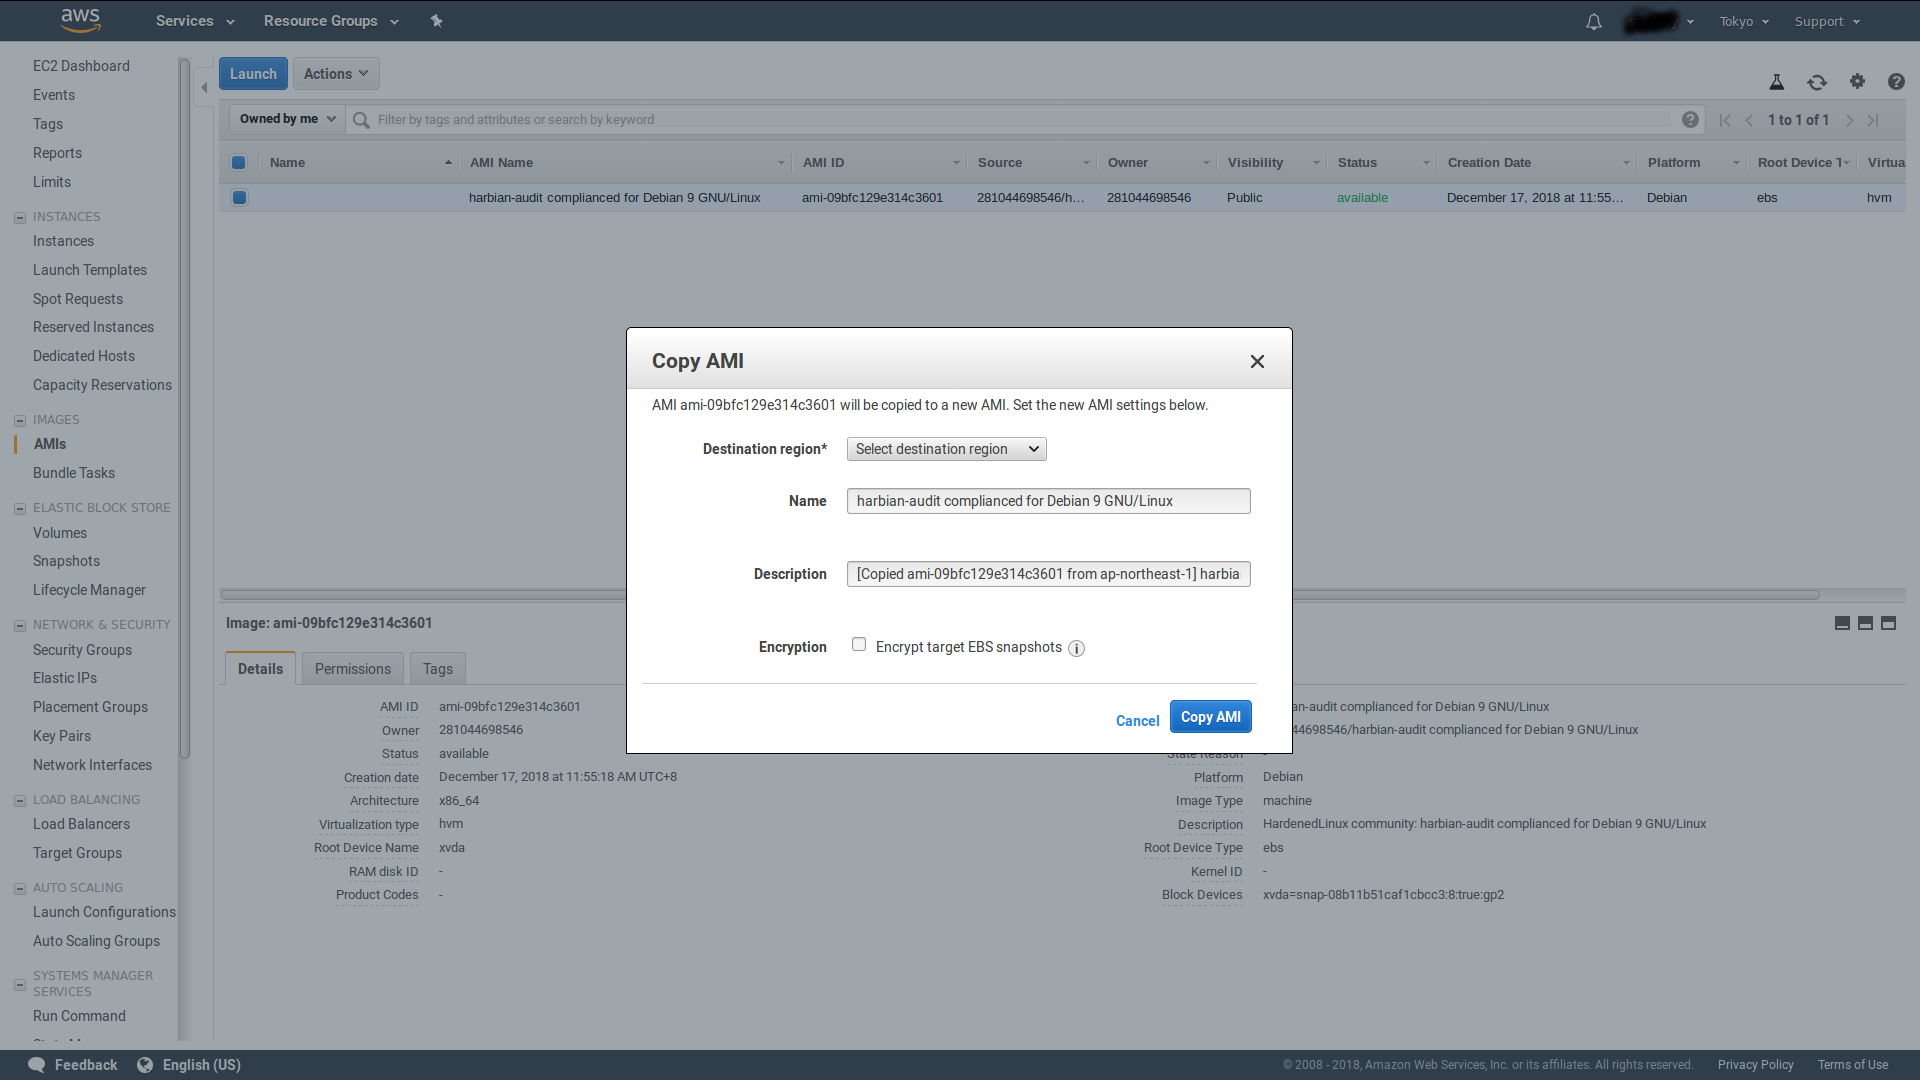 aws Services Resource Groups Tokyo Support
EC2 Dashboard
Events
Tags
Reports
Limits
INSTANCES
Instances
Launch Templates
Spot Requests
Reserved Instances
Dedicated Hosts
Capacity Reservations
IMAGES
AMIs
Bundle Tasks
ELASTIC BLOCK STORE
Volumes
Snapshots
Lifecycle Manager
NETWORK & SECURITY
Security Groups
Elastic IPs
Placement Groups
Key Pairs
Network Interfaces
LOAD BALANCING
Load Balancers
Target Groups
AUTO SCALING
Launch Configurations
Auto Scaling Groups
SYSTEMS MANAGER
SERVICES
Run Command
Launch Actions
Owned by me Filter by tags and attributes or search by keyword 1 to 1 of 1
Name AMI Name AMI ID Source Owner Visibility Status Creation Date Platform Root Device T Virtua
harbian-audit complianced for Debian 9 GNU/Linux ami-09bfc129e314c3601 281044698546/h... 281044698546 Public available December 17, 2018 at 11:55... Debian ebs hvm
Copy AMI
AMI ami-09bfc129e314c3601 will be copied to a new AMI. Set the new AMI settings below.
Destination region* Select destination region
Name harbian-audit complianced for Debian 9 GNU/Linux
Description [Copied ami-09bfc129e314c3601 from ap-northeast-1] harbia
Encryption Encrypt target EBS snapshots
Cancel Copy AMI
Image: ami-09bfc129e314c3601
Details Permissions Tags
AMI ID ami-09bfc129e314c3601
Owner 281044698546
Status available
Creation date December 17, 2018 at 11:55:18 AM UTC+8
Architecture x86_64
Virtualization type hvm
Root Device Name xvda
RAM disk ID -
Product Codes -
an-audit complianced for Debian 9 GNU/Linux
44698546/harbian-audit complianced for Debian 9 GNU/Linux
State Reason -
Platform Debian
Image Type machine
Description HardenedLinux community: harbian-audit complianced for Debian 9 GNU/Linux
Root Device Type ebs
Kernel ID -
Block Devices xvda=snap-08b11b51caf1cbcc3:8:true:gp2
Feedback English (US) © 2008 - 2018, Amazon Web Services, Inc. or its affiliates. All rights reserved. Privacy Policy Terms of Use